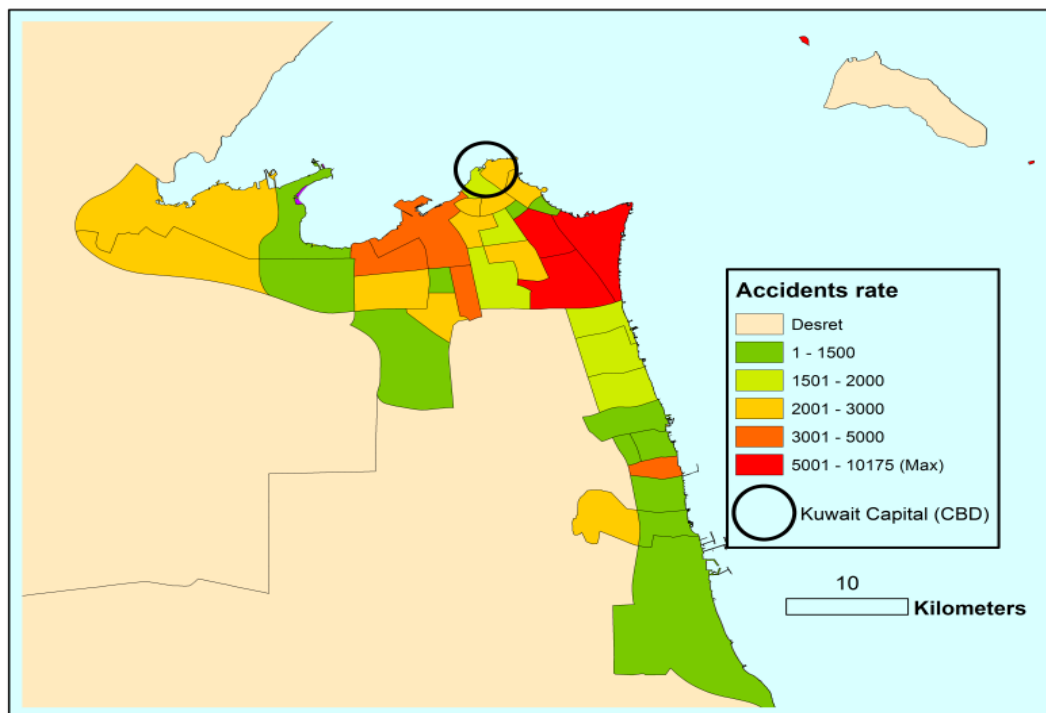 Accidents rate
Desret
1 - 1500
1501 - 2000
2001 - 3000
3001 - 5000
5001 - 10175 (Max)
Kuwait Capital (CBD)
10
Kilometers